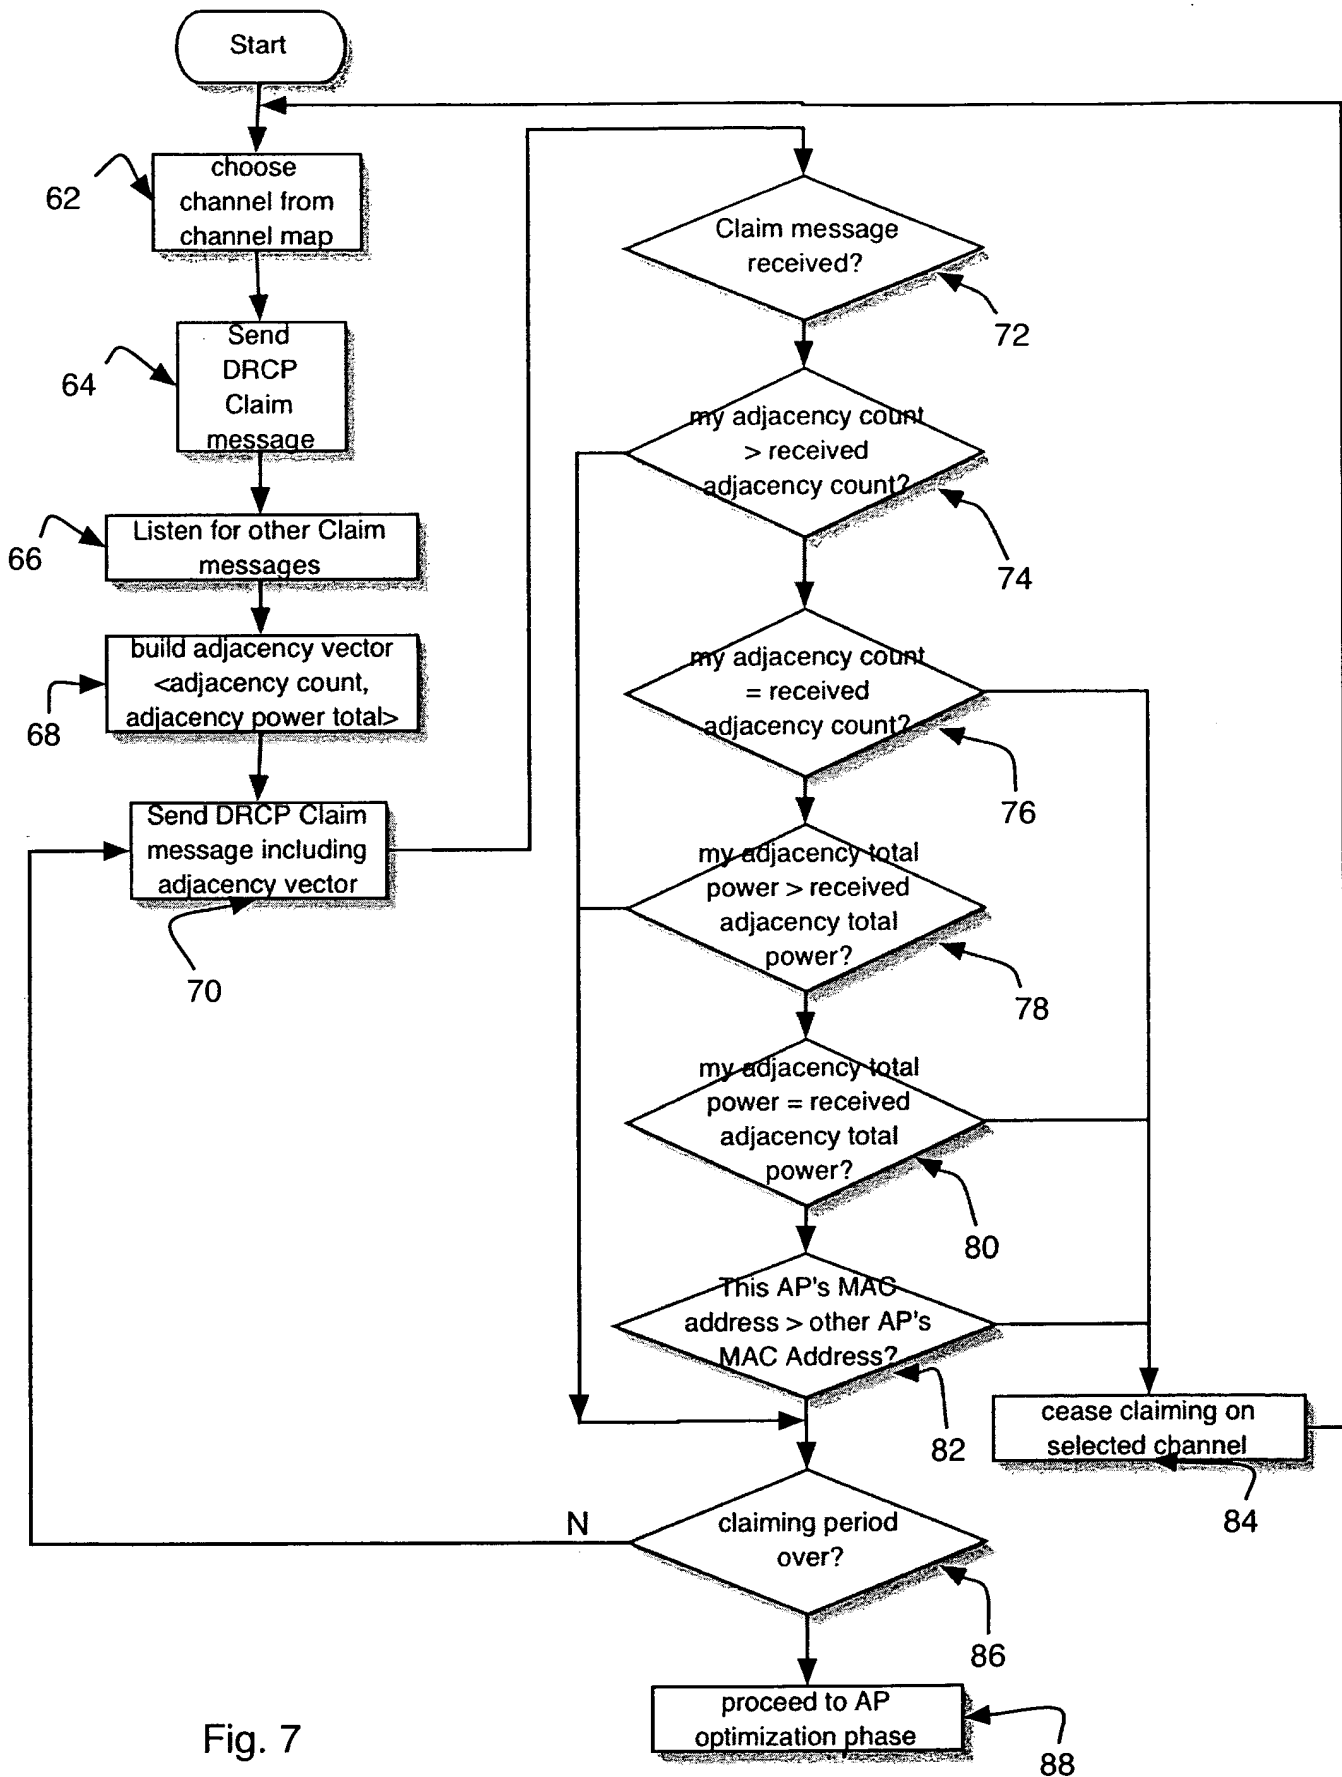 Start
choose
channel from
channel map
62
Send
DRCP
Claim
message
64
Listen for other Claim
messages
66
build adjacency vector
<adjacency count,
adjacency power total>
68
Send DRCP Claim
message including
adjacency vector
70
Claim message
received?
72
my adjacency count
> received
adjacency count?
74
my adjacency count
= received
adjacency count?
76
my adjacency total
power > received
adjacency total
power?
78
my adjacency total
power = received
adjacency total
power?
80
This AP's MAC
address > other AP's
MAC Address?
82
cease claiming on
selected channel
84
N
claiming period
over?
86
proceed to AP
optimization phase
88
Fig. 7